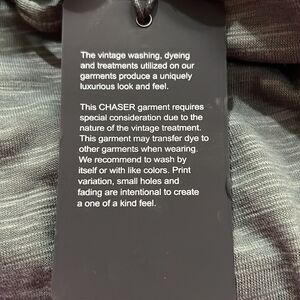 The vintage washing, dyeing
and treatments utilized on our
garments produce a uniquely
luxurious look and feel.
This CHASER garment requires
special consideration due to the
nature of the vintage treatment.
This garment may transfer dye to
other garments when wearing.
We recommend to wash by
itself or with like colors. Print
variation, small holes and
fading are intentional to create
a one of a kind feel.